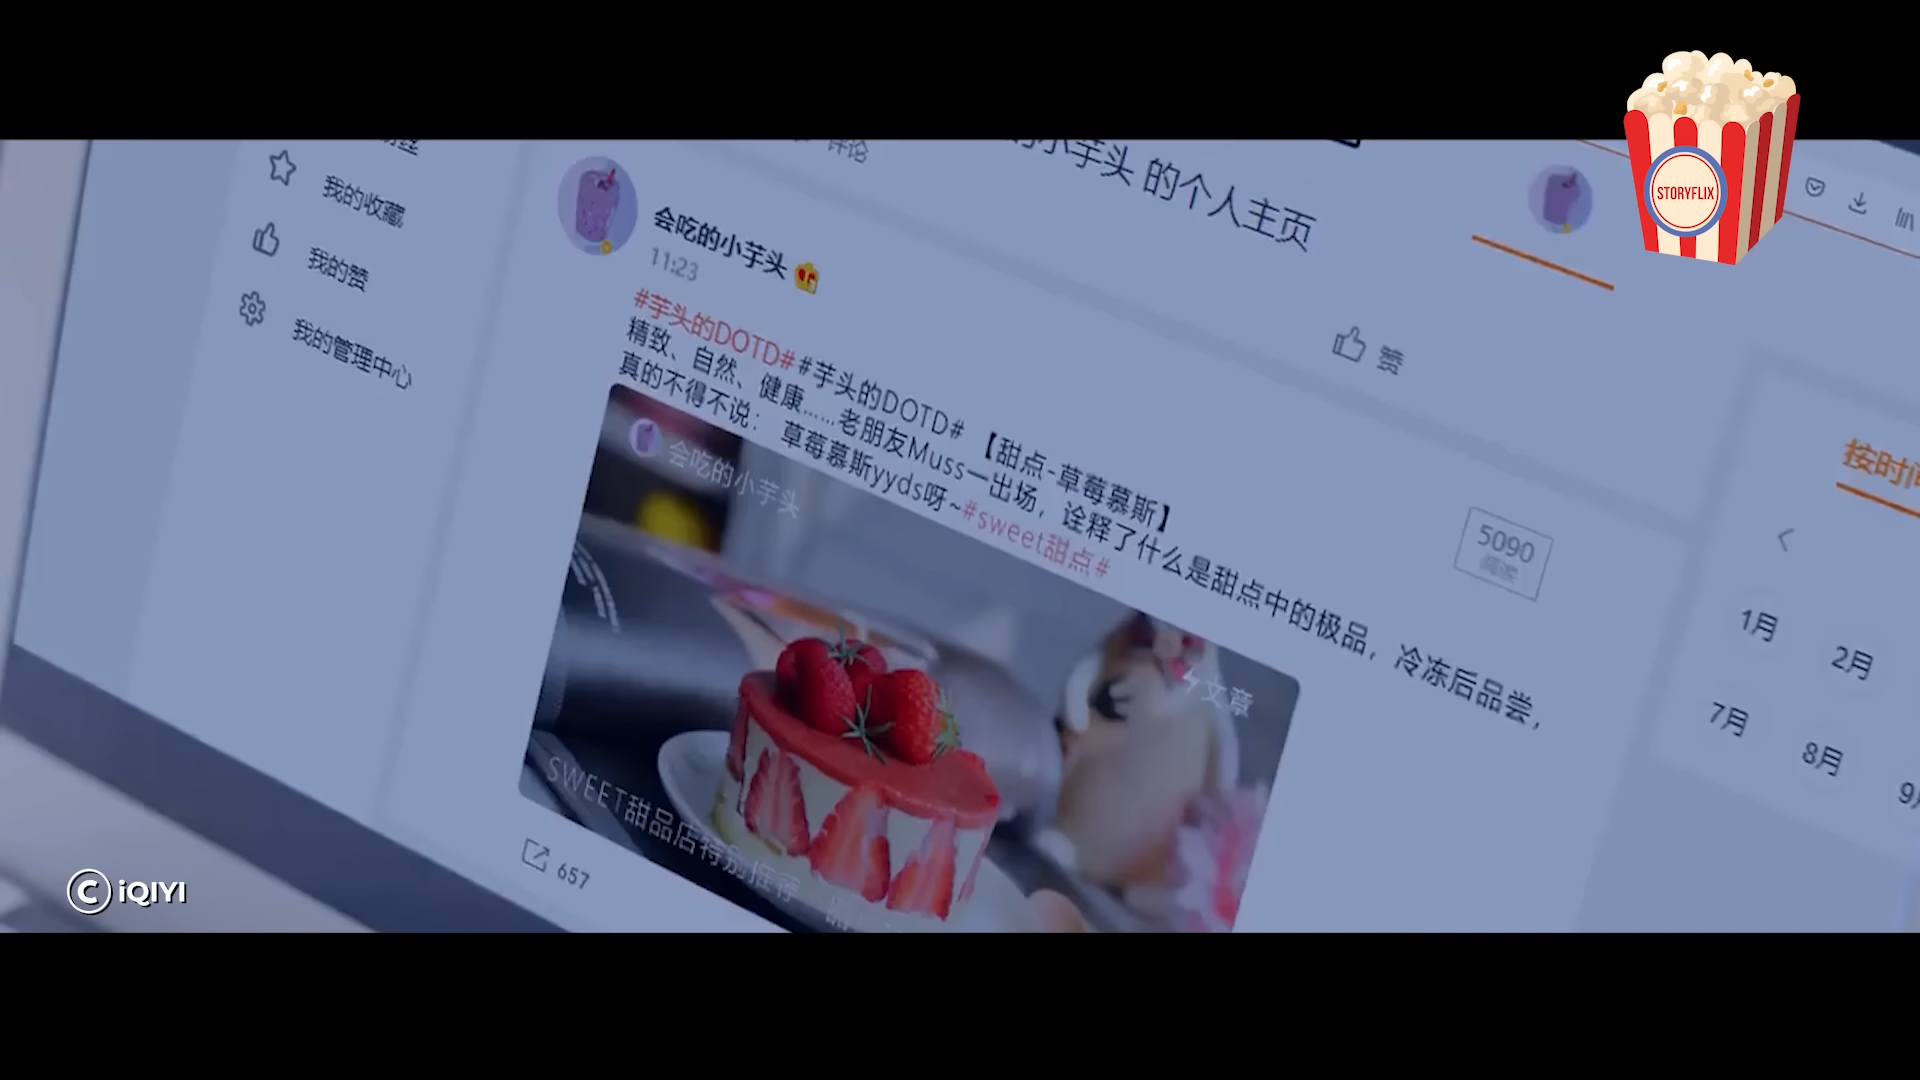 我的收藏
我的赞
我的管理中心
评论
小芋头 的个人主页
会吃的小芋头
11:23
#芋头的DOTD# #芋头的DOTD# 【甜点-草莓慕斯】
精致、自然、健康……老朋友Muss一出场，诠释了什么是甜点中的极品，冷冻后品尝，
真的不得不说： 草莓慕斯yyds呀~#sweet甜点#
会吃的小芋头
文章
SWEET甜品店特别推荐
657
赞
5090
阅读
按时间
1月
2月
7月
8月
9月
STORYFLIX
© iQIYI